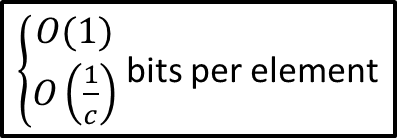 O(1)
O(1/c) bits per element